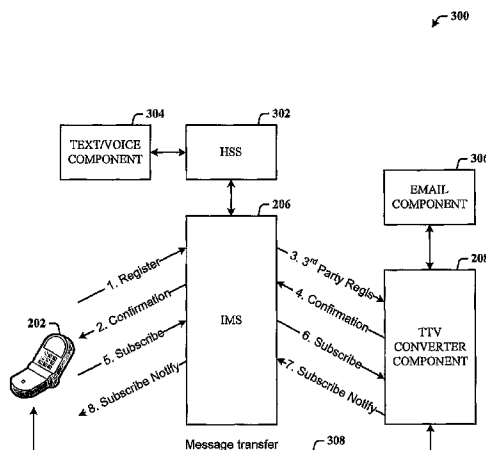 300
304
302
TEXT/VOICE
COMPONENT
HSS
306
EMAIL
COMPONENT
206
208
1. Register
2. Confirmation
5. Subscribe
8. Subscribe Notify
202
IMS
3. 3rd Party Regis
4. Confirmation
6. Subscribe
7. Subscribe Notify
TTV
CONVERTER
COMPONENT
Message transfer
308